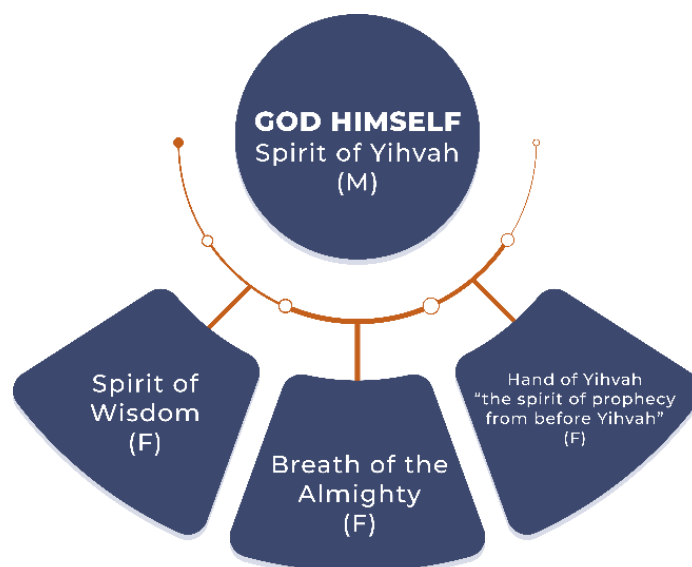 GOD HIMSELF
Spirit of Yihvah
(M)
Spirit of
Wisdom
(F)
Breath of the
Almighty
(F)
Hand of Yihvah
“the spirit of prophecy
from before Yihvah”
(F)